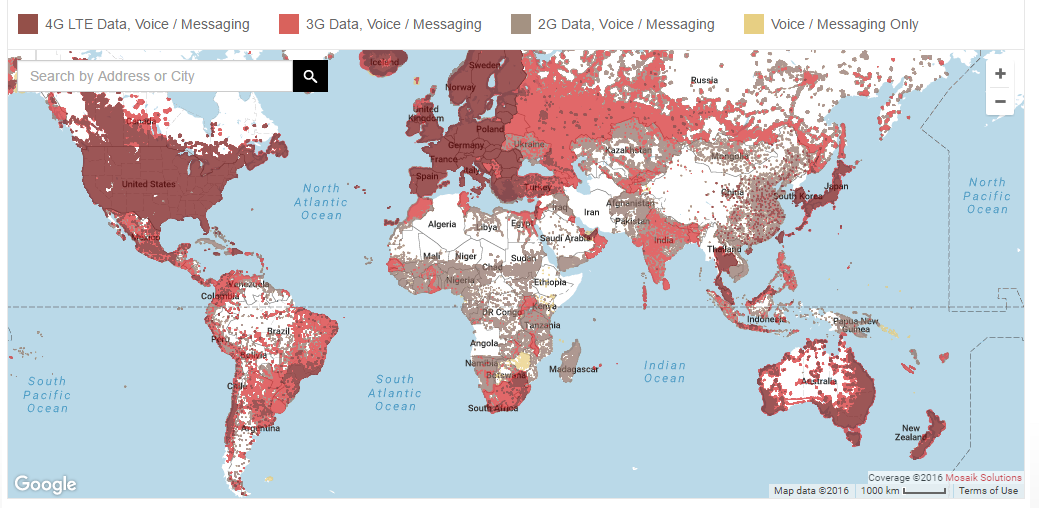 4G LTE Data, Voice / Messaging
3G Data, Voice / Messaging
2G Data, Voice / Messaging
Voice / Messaging Only
Search by Address or City
+
−
Iceland
Sweden
Norway
Russia
United
Kingdom
Canada
Poland
Germany
Ukraine
Kazakhstan
Mongolia
France
Italy
Spain
Turkey
United States
China
South Korea
Japan
North
Atlantic
Ocean
North
Pacific
Ocean
Iraq
Iran
Afghanistan
Pakistan
Algeria
Libya
Egypt
Saudi Arabia
India
Mexico
Mali
Niger
Chad
Sudan
Thailand
Nigeria
Ethiopia
Venezuela
Colombia
Kenya
DR Congo
Tanzania
Indonesia
Papua New
Guinea
Brazil
Peru
Bolivia
Angola
Namibia
Botswana
Madagascar
Indian
Ocean
South
Pacific
Ocean
South
Atlantic
Ocean
Chile
Argentina
South Africa
Australia
New
Zealand
Google
Coverage ©2016 Mosaik Solutions
Map data ©2016
1000 km
Terms of Use